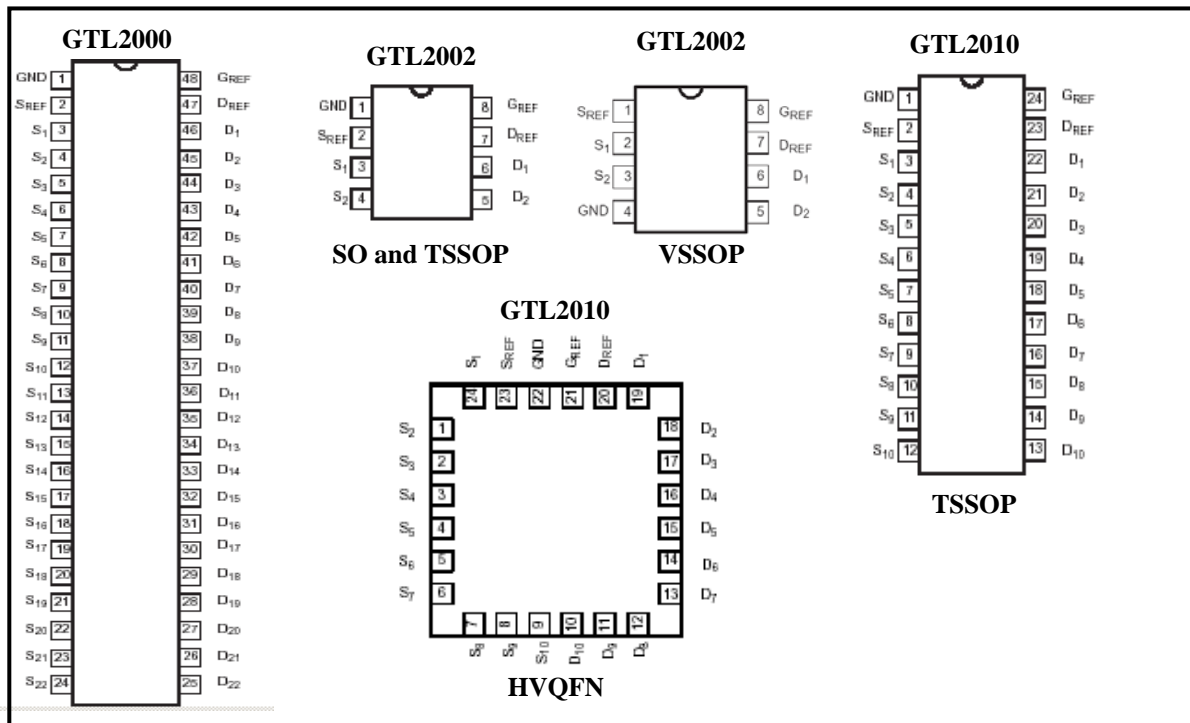 GTL2000
GND 1 48 GREF
SREF 2 47 DREF
S1 3 46 D1
S2 4 45 D2
S3 5 44 D3
S4 6 43 D4
S5 7 42 D5
S6 8 41 D6
S7 9 40 D7
S8 10 39 D8
S9 11 38 D9
S10 12 37 D10
S11 13 36 D11
S12 14 35 D12
S13 15 34 D13
S14 16 33 D14
S15 17 32 D15
S16 18 31 D16
S17 19 30 D17
S18 20 29 D18
S19 21 28 D19
S20 22 27 D20
S21 23 26 D21
S22 24 25 D22
GTL2002
GND 1 8 GREF
SREF 2 7 DREF
S1 3 6 D1
S2 4 5 D2
SO and TSSOP
GTL2002
SREF 1 8 GREF
S1 2 7 DREF
S2 3 6 D1
GND 4 5 D2
VSSOP
GTL2010
GND 1 24 GREF
SREF 2 23 DREF
S1 3 22 D1
S2 4 21 D2
S3 5 20 D3
S4 6 19 D4
S5 7 18 D5
S6 8 17 D6
S7 9 16 D7
S8 10 15 D8
S9 11 14 D9
S10 12 13 D10
TSSOP
GTL2010
S1 SREF GND GREF DREF D1
24 23 22 21 20 19
S2 1 18 D2
S3 2 17 D3
S4 3 16 D4
S5 4 15 D5
S6 5 14 D6
S7 6 13 D7
7 8 9 10 11 12
S8 S9 S10 D10 D9 D8
HVQFN